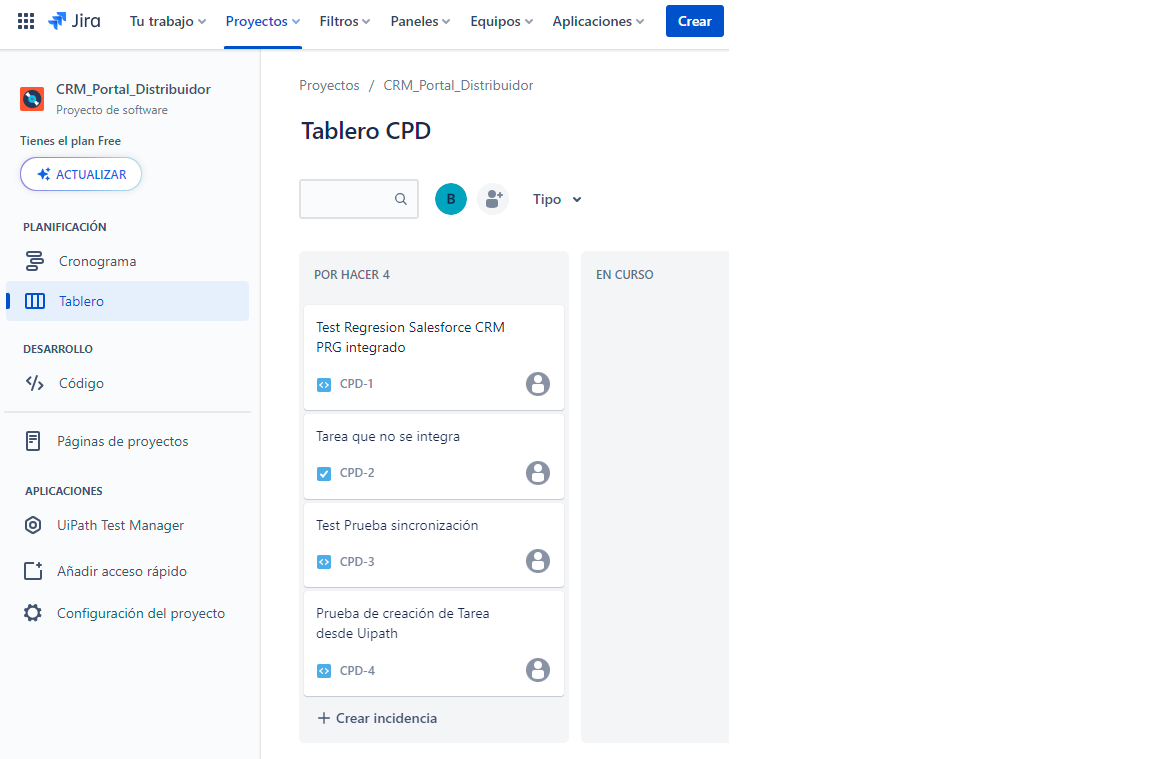 Jira Tu trabajo Proyectos Filtros Paneles Equipos Aplicaciones Crear
CRM_Portal_Distribuidor
Proyecto de software
Tienes el plan Free
ACTUALIZAR
PLANIFICACIÓN
Cronograma
Tablero
DESARROLLO
Código
Páginas de proyectos
APLICACIONES
UiPath Test Manager
Añadir acceso rápido
Configuración del proyecto
Proyectos / CRM_Portal_Distribuidor
Tablero CPD
B Tipo
POR HACER 4
Test Regresion Salesforce CRM
PRG integrado
CPD-1
Tarea que no se integra
CPD-2
Test Prueba sincronización
CPD-3
Prueba de creación de Tarea
desde Uipath
CPD-4
+ Crear incidencia
EN CURSO